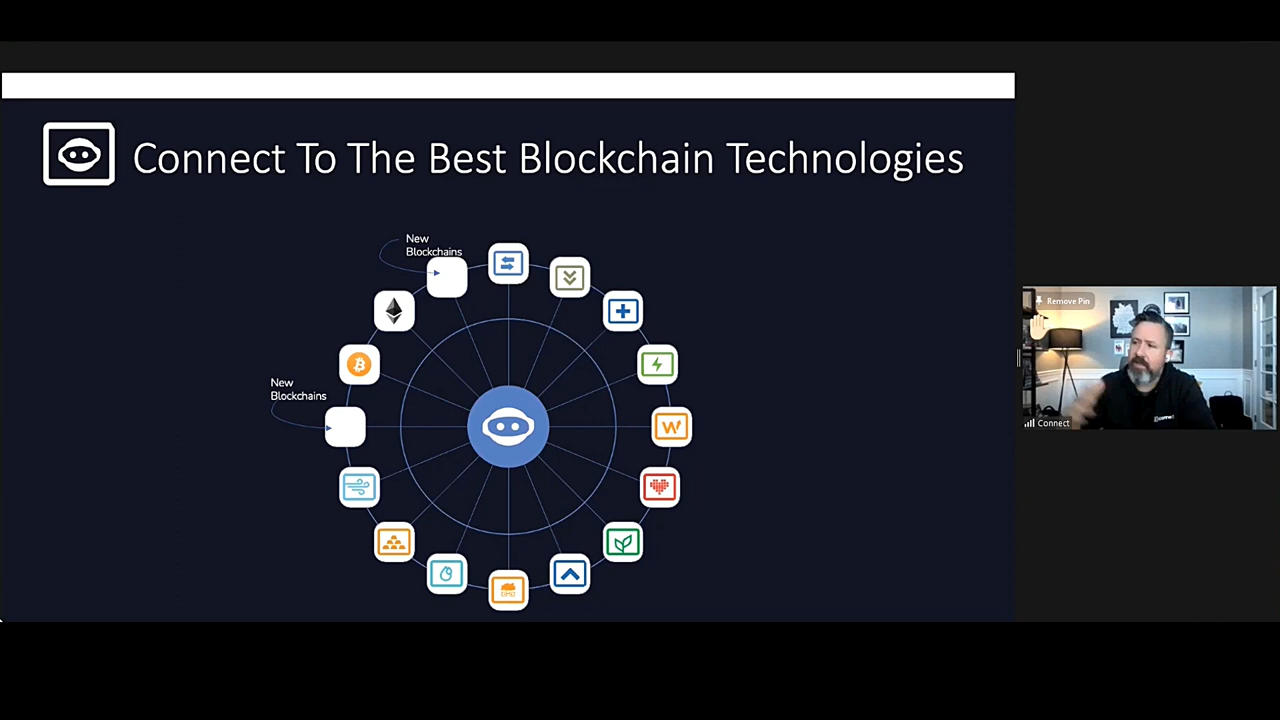 Connect To The Best Blockchain Technologies
New
Blockchains
New
Blockchains
W
Remove Pin
Connect